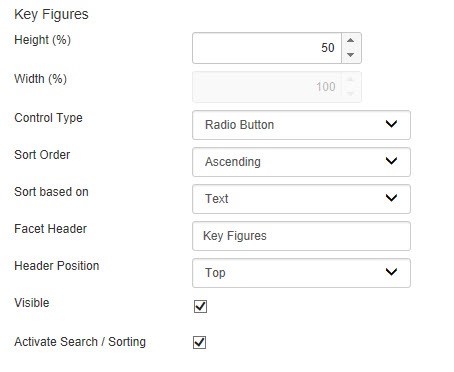 Key Figures
Height (%) 50
Width (%) 100
Control Type Radio Button
Sort Order Ascending
Sort based on Text
Facet Header Key Figures
Header Position Top
Visible
Activate Search / Sorting